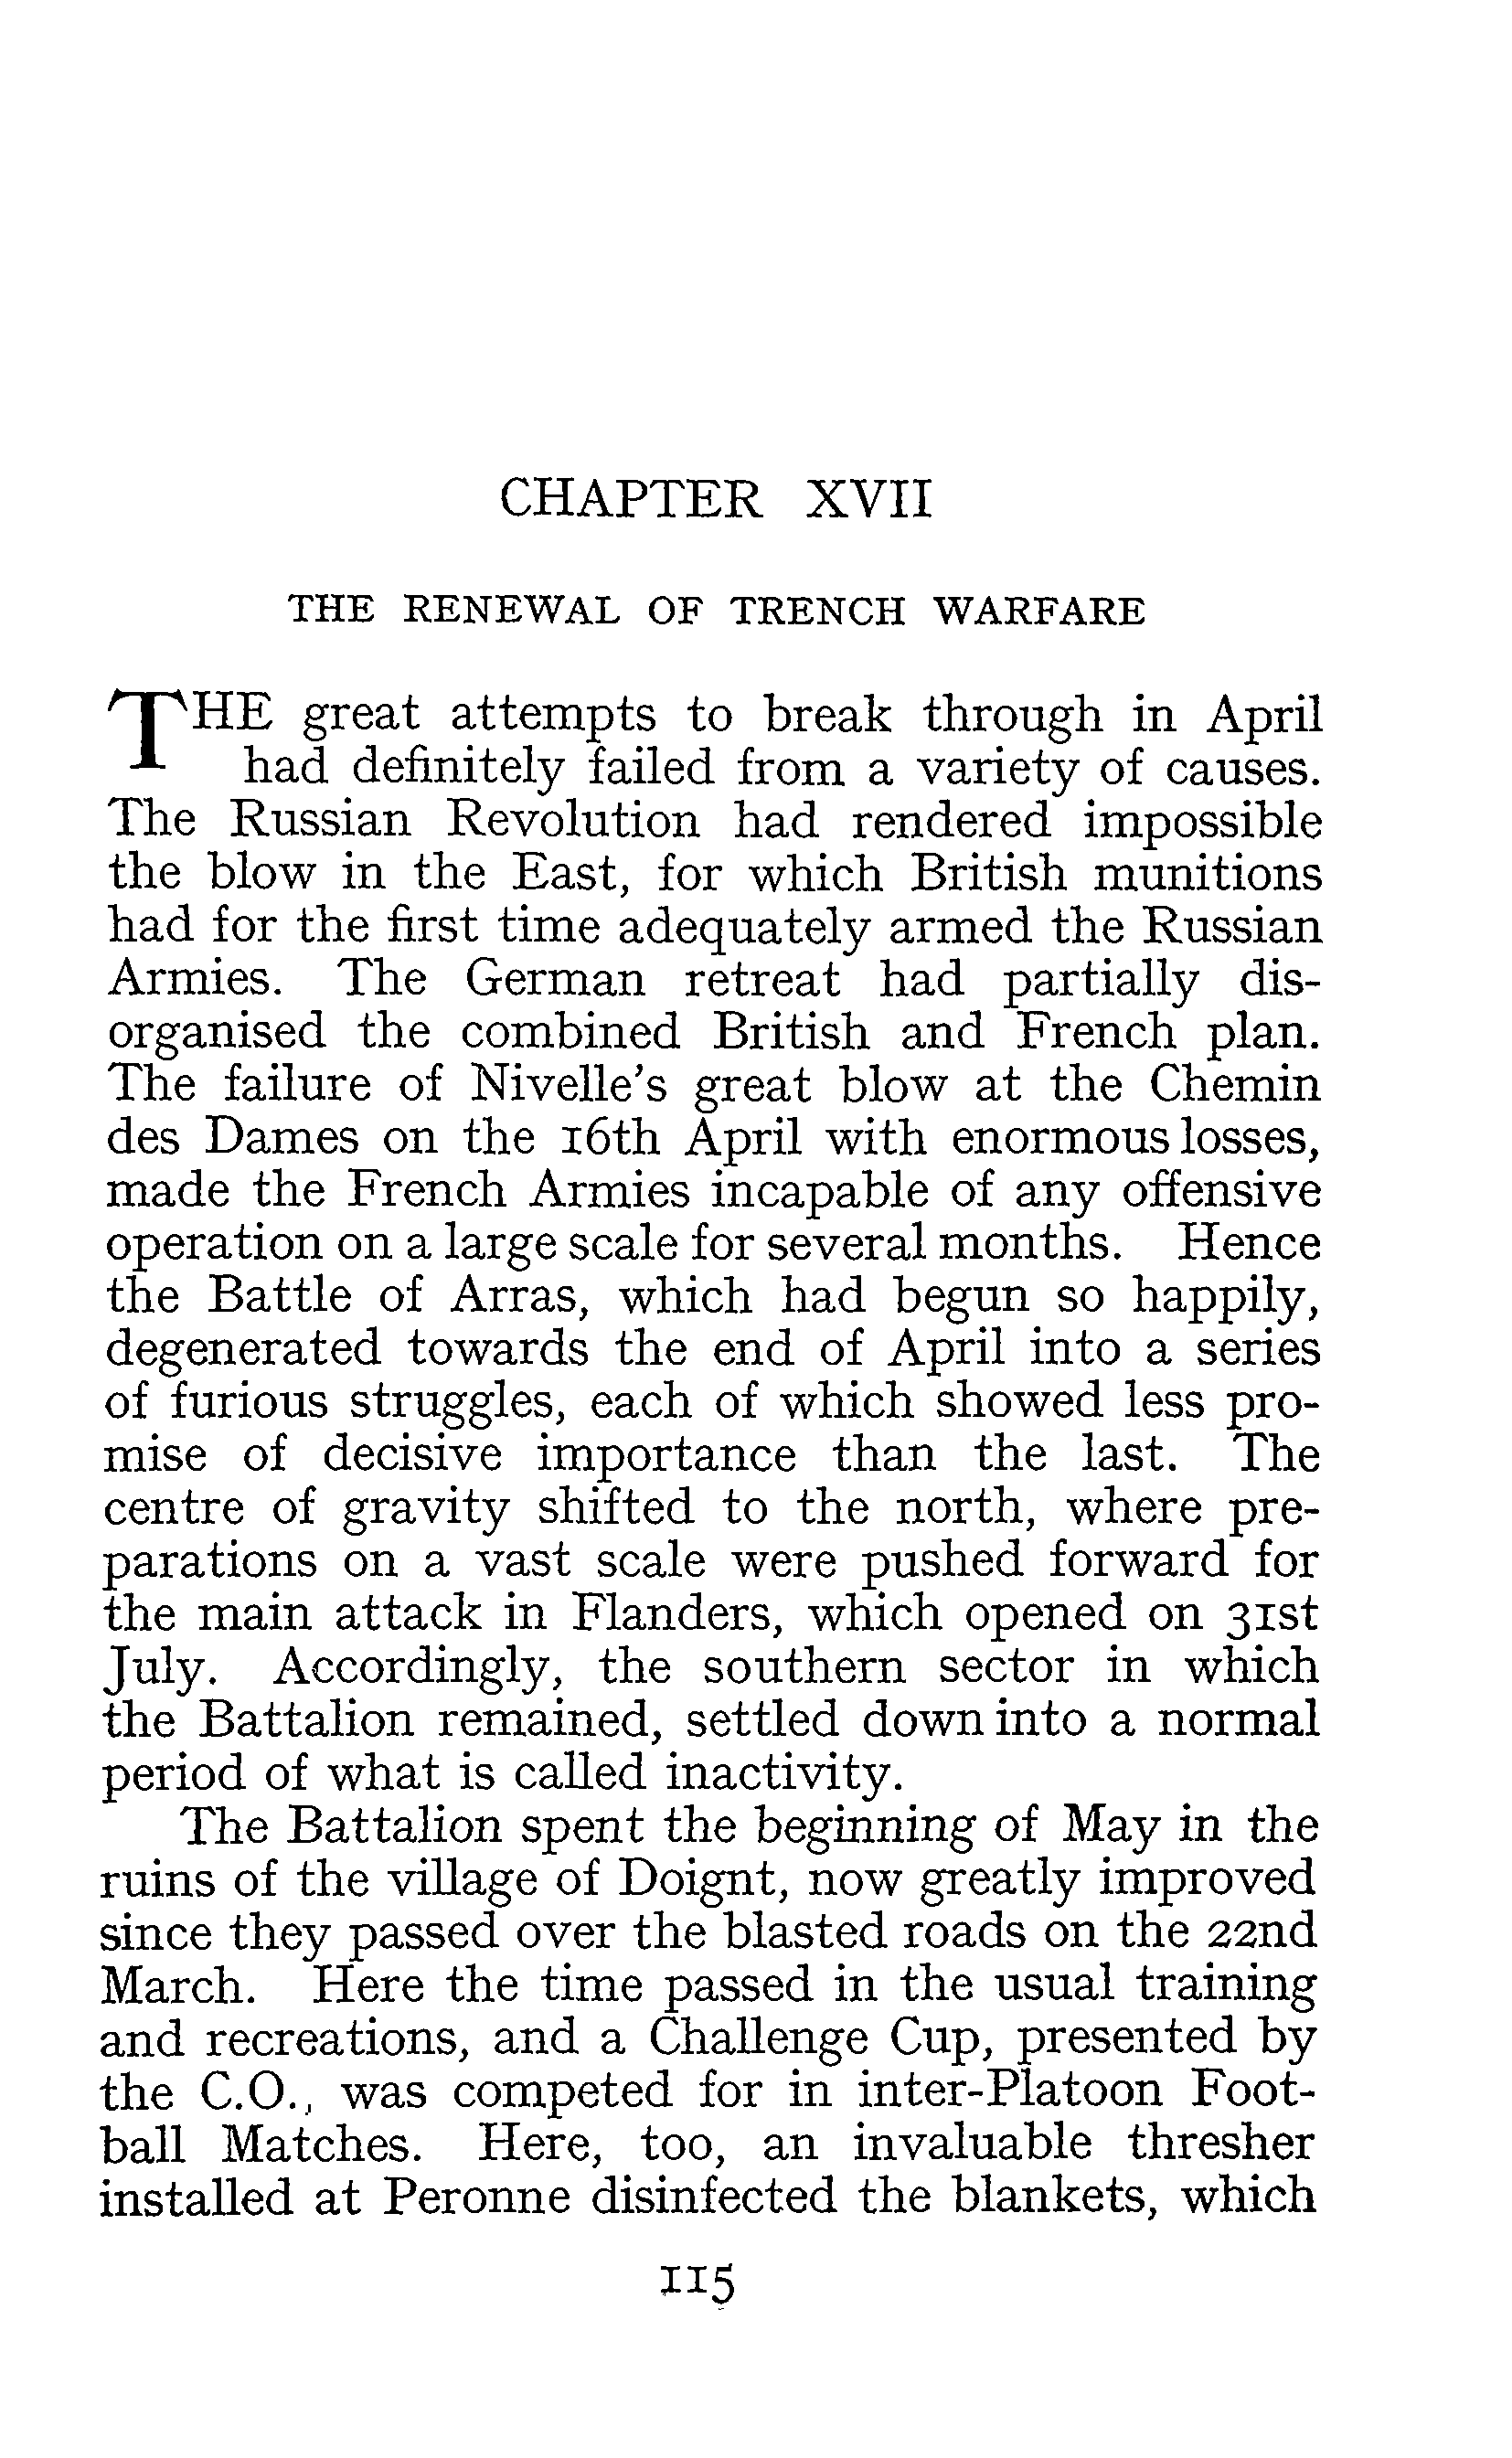 CHAPTER XVII
THE RENEWAL OF TRENCH WARFARE
THE great attempts to break through in April
had definitely failed from a variety of causes.
The Russian Revolution had rendered impossible
the blow in the East, for which British munitions
had for the first time adequately armed the Russian
Armies. The German retreat had partially dis-
organised the combined British and French plan.
The failure of Nivelle's great blow at the Chemin
des Dames on the 16th April with enormous losses,
made the French Armies incapable of any offensive
operation on a large scale for several months. Hence
the Battle of Arras, which had begun so happily,
degenerated towards the end of April into a series
of furious struggles, each of which showed less pro-
mise of decisive importance than the last. The
centre of gravity shifted to the north, where pre-
parations on a vast scale were pushed forward for
the main attack in Flanders, which opened on 31st
July. Accordingly, the southern sector in which
the Battalion remained, settled down into a normal
period of what is called inactivity.
The Battalion spent the beginning of May in the
ruins of the village of Doignt, now greatly improved
since they passed over the blasted roads on the 22nd
March. Here the time passed in the usual training
and recreations, and a Challenge Cup, presented by
the C.O., was competed for in inter-Platoon Foot-
ball Matches. Here, too, an invaluable thresher
installed at Peronne disinfected the blankets, which
115